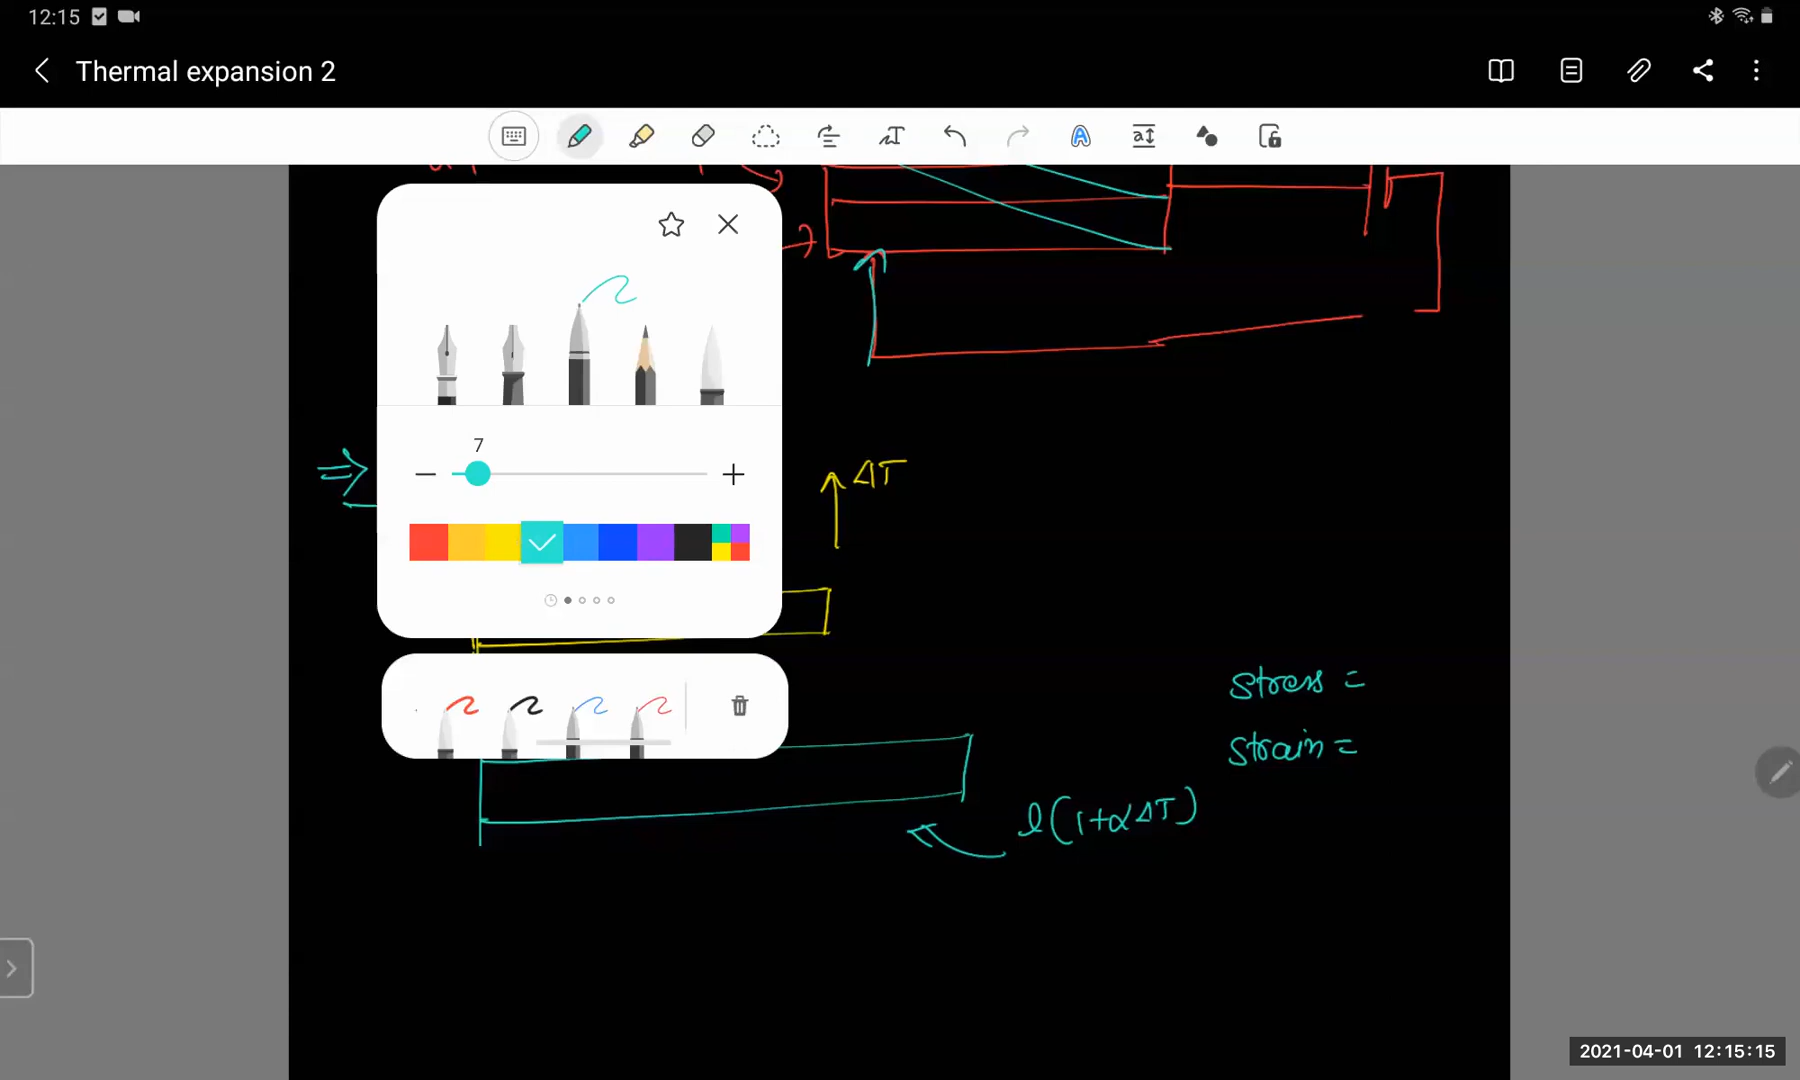 12:15
Thermal expansion 2
7
ΔT
stress =
strain =
l(1+αΔT)
2021-04-01 12:15:15